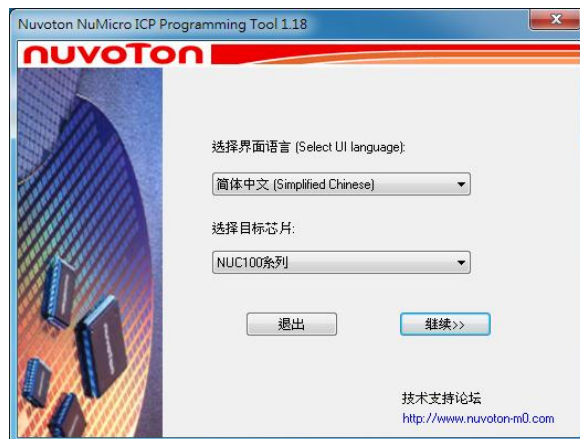 Nuvoton NuMicro ICP Programming Tool 1.18
nuvoTon
选择界面语言 (Select UI language):
简体中文 (Simplified Chinese)
选择目标芯片:
NUC100系列
退出
继续>>
技术支持论坛
http://www.nuvoton-m0.com